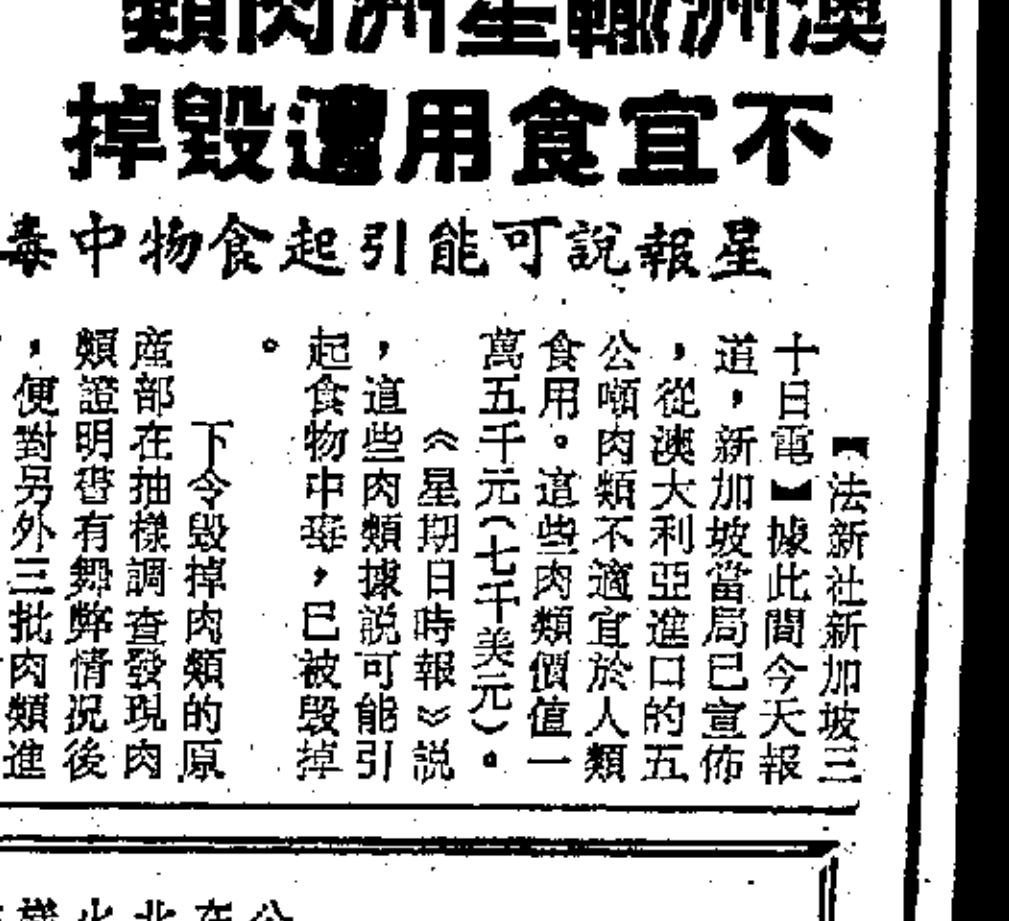 澳洲輸星洲肉類
不宜食用遭毀掉
星報說可能引起食物中毒
【法新社新加坡三
十日電】據此間今天報
道，新加坡當局已宣佈
，從澳大利亞進口的五
公噸肉類不適宜於人類
食用。這些肉類價值一
萬五千元（七千美元）。
《星期日時報》説
，這些肉類據説可能引
起食物中毒，已被毀掉
。
下令毀掉肉類的原
產部在抽樣調查發現肉
類證明書有舞弊情況後
，便對另外三批肉類進
公在北火